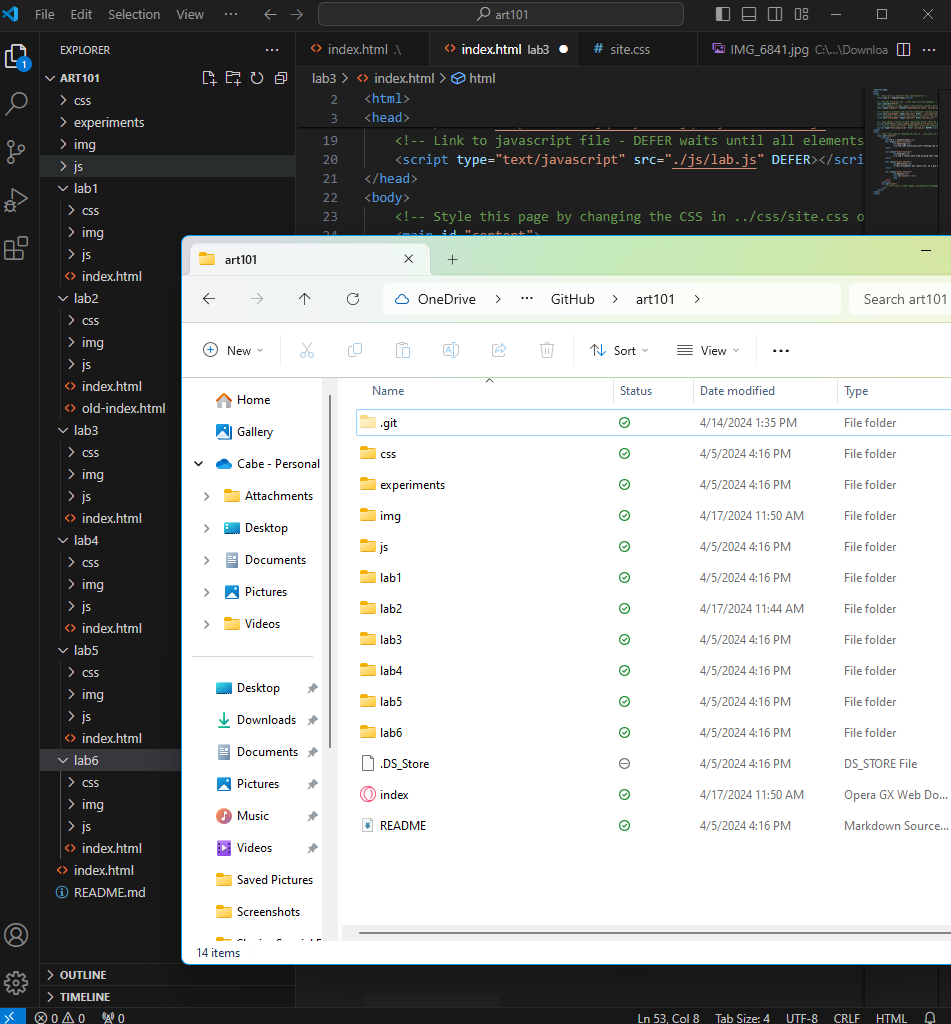 File Edit Selection View ··· art101
EXPLORER ···
ART101
css
experiments
img
js
lab1
css
img
js
index.html
lab2
css
img
js
index.html
old-index.html
lab3
css
img
js
index.html
lab4
css
img
js
index.html
lab5
css
img
js
index.html
lab6
css
img
js
index.html
index.html
README.md
OUTLINE
TIMELINE
1
index.html .\ index.html lab3 # site.css IMG_6841.jpg C:\...\Downloa ···
lab3 > index.html > html
2 <html>
3 <head>
19 <!-- Link to javascript file - DEFER waits until all elements
20 <script type="text/javascript" src="./js/lab.js" DEFER></scri
21 </head>
22 <body>
23 <!-- Style this page by changing the CSS in ../css/site.css o
24 <main id="content">
art101
OneDrive > ··· GitHub > art101 > Search art101
New Sort View ···
Home
Gallery
Cabe - Personal
Attachments
Desktop
Documents
Pictures
Videos
Desktop
Downloads
Documents
Pictures
Music
Videos
Saved Pictures
Screenshots
Name Status Date modified Type
.git 4/14/2024 1:35 PM File folder
css 4/5/2024 4:16 PM File folder
experiments 4/5/2024 4:16 PM File folder
img 4/17/2024 11:50 AM File folder
js 4/5/2024 4:16 PM File folder
lab1 4/5/2024 4:16 PM File folder
lab2 4/17/2024 11:44 AM File folder
lab3 4/5/2024 4:16 PM File folder
lab4 4/5/2024 4:16 PM File folder
lab5 4/5/2024 4:16 PM File folder
lab6 4/5/2024 4:16 PM File folder
.DS_Store 4/5/2024 4:16 PM DS_STORE File
index 4/17/2024 11:50 AM Opera GX Web Do...
README 4/5/2024 4:16 PM Markdown Source...
14 items
0 0 0 Ln 53, Col 8 Tab Size: 4 UTF-8 CRLF HTML